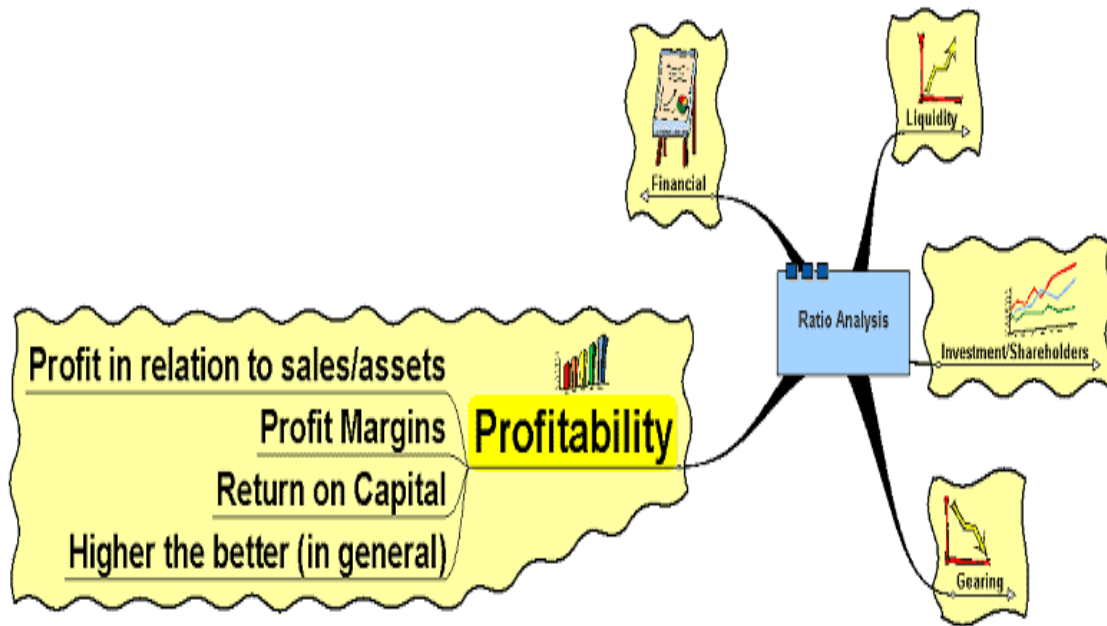 Liquidity
Financial
Ratio Analysis
Investment/Shareholders
Profitability
Profit in relation to sales/assets
Profit Margins
Return on Capital
Higher the better (in general)
Gearing